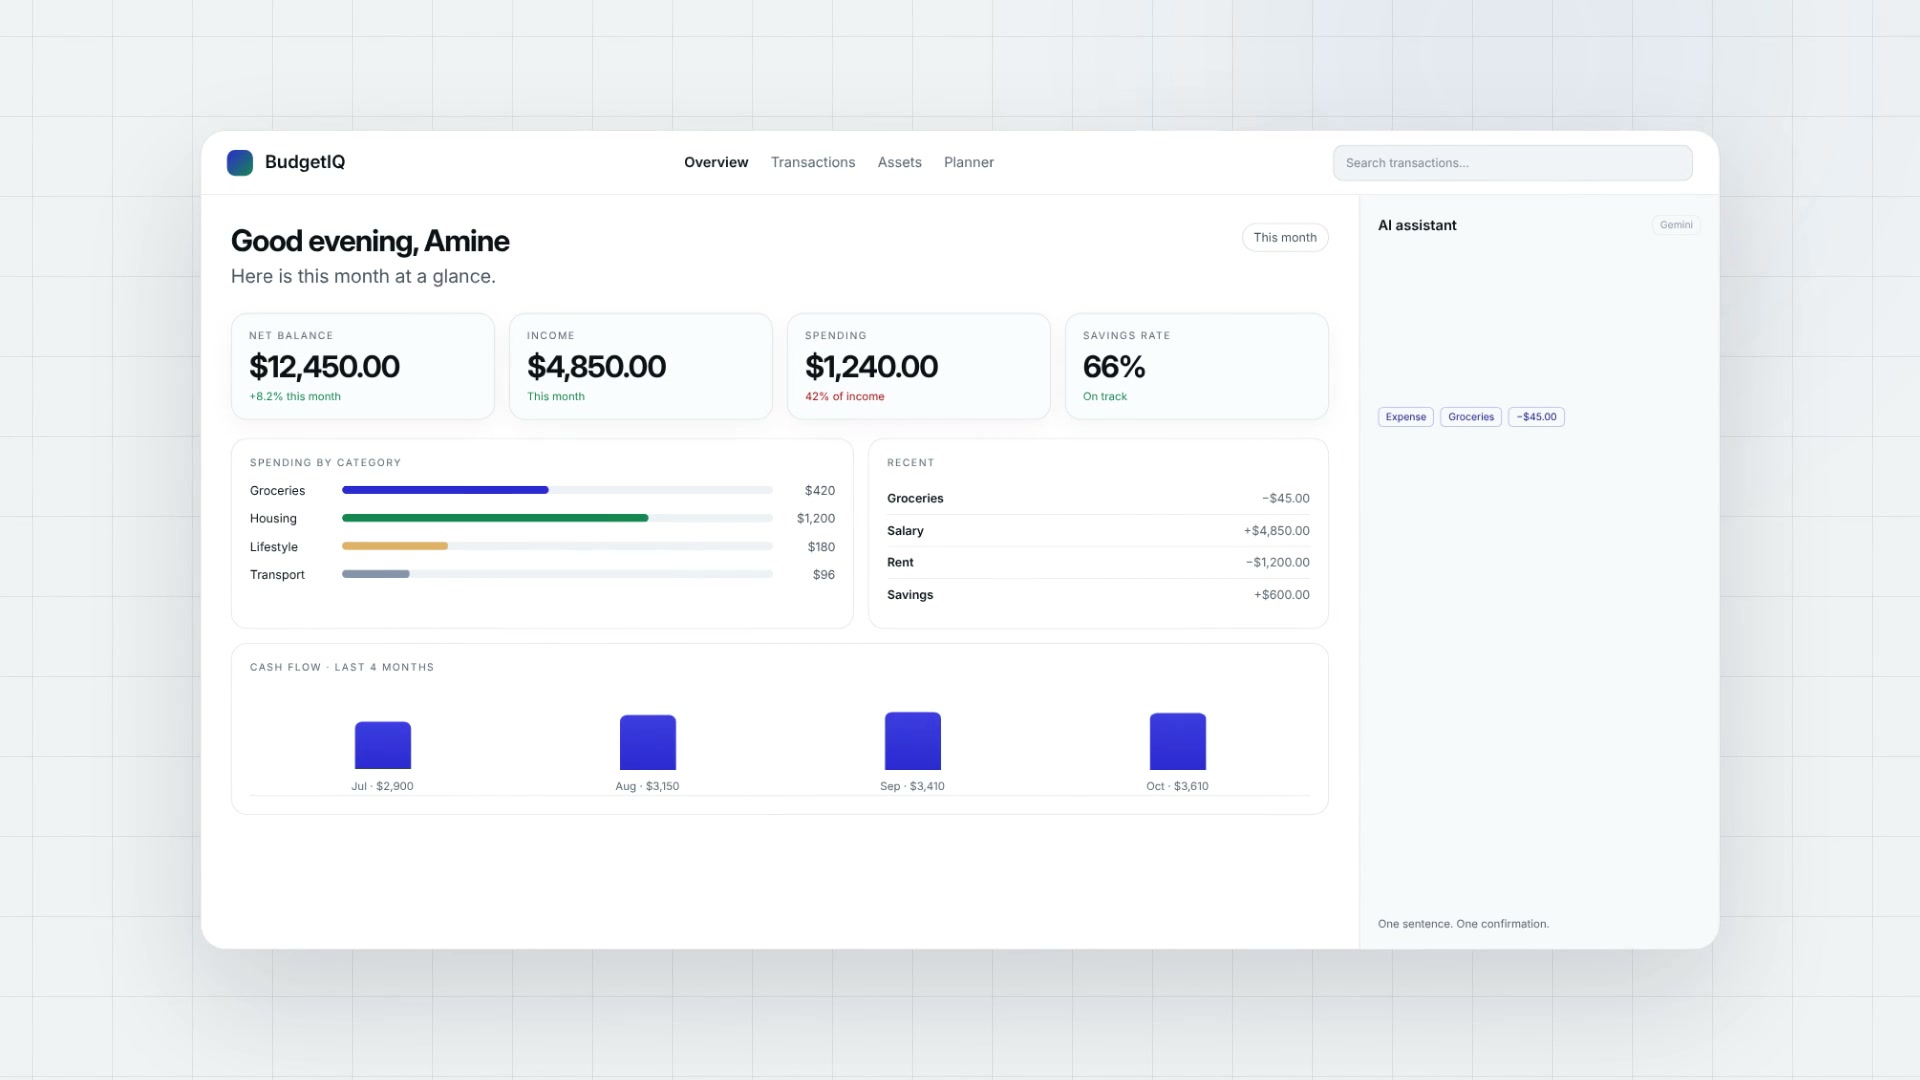 BudgetIQ
Overview Transactions Assets Planner
Search transactions...
Good evening, Amine
Here is this month at a glance.
This month
NET BALANCE
$12,450.00
+8.2% this month
INCOME
$4,850.00
This month
SPENDING
$1,240.00
42% of income
SAVINGS RATE
66%
On track
SPENDING BY CATEGORY
Groceries $420
Housing $1,200
Lifestyle $180
Transport $96
RECENT
Groceries −$45.00
Salary +$4,850.00
Rent −$1,200.00
Savings +$600.00
CASH FLOW · LAST 4 MONTHS
Jul · $2,900
Aug · $3,150
Sep · $3,410
Oct · $3,610
AI assistant
Gemini
Expense Groceries −$45.00
One sentence. One confirmation.